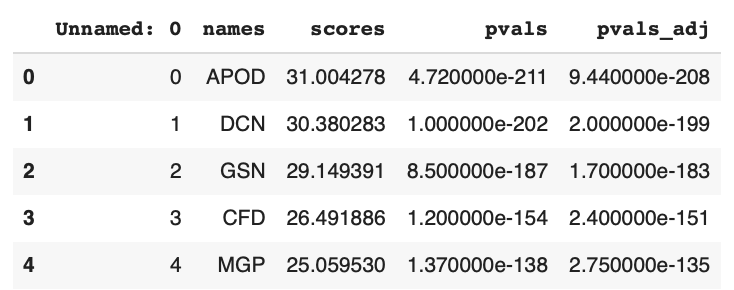 Unnamed: 0 names scores pvals pvals_adj
0 0 APOD 31.004278 4.720000e-211 9.440000e-208
1 1 DCN 30.380283 1.000000e-202 2.000000e-199
2 2 GSN 29.149391 8.500000e-187 1.700000e-183
3 3 CFD 26.491886 1.200000e-154 2.400000e-151
4 4 MGP 25.059530 1.370000e-138 2.750000e-135